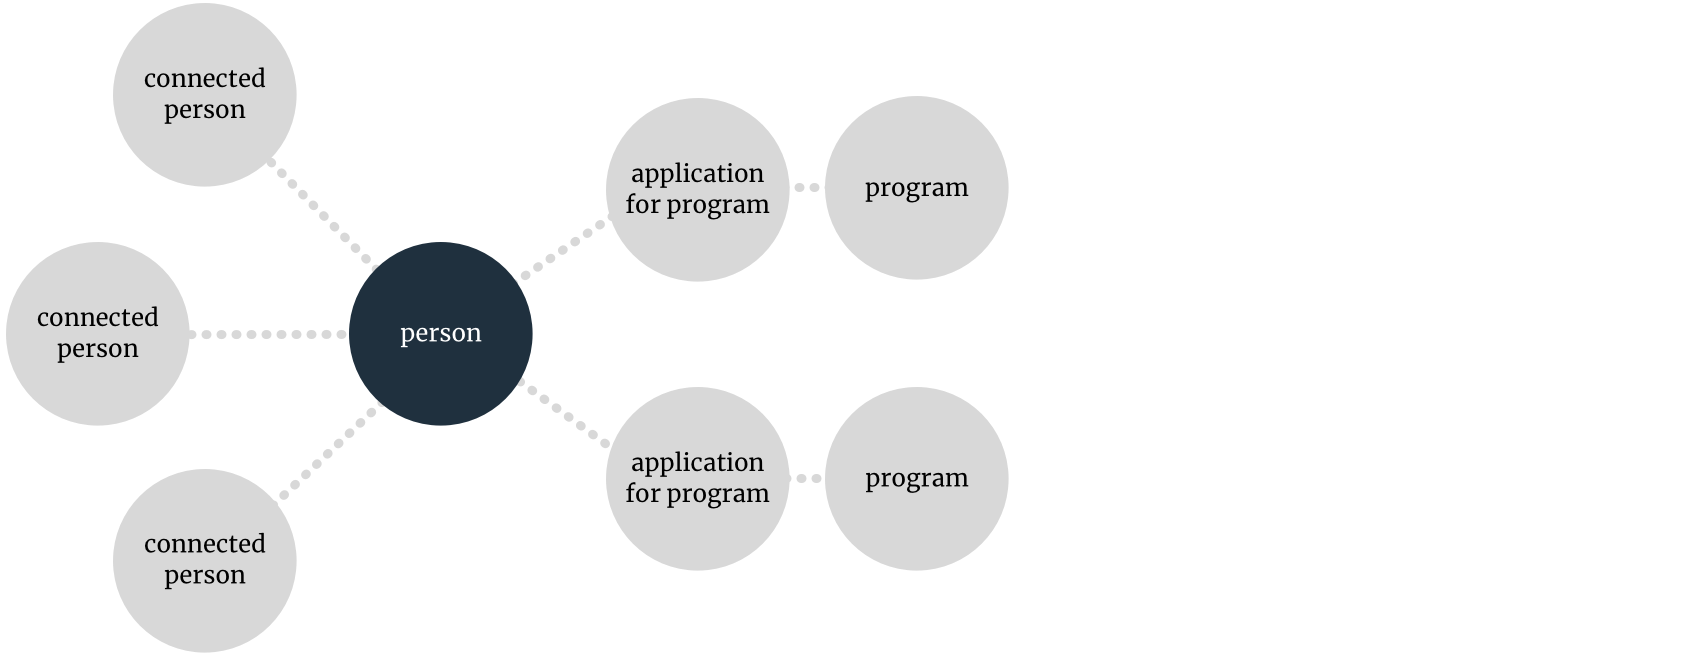 connected
person
connected
person
connected
person
person
application
for program
program
application
for program
program